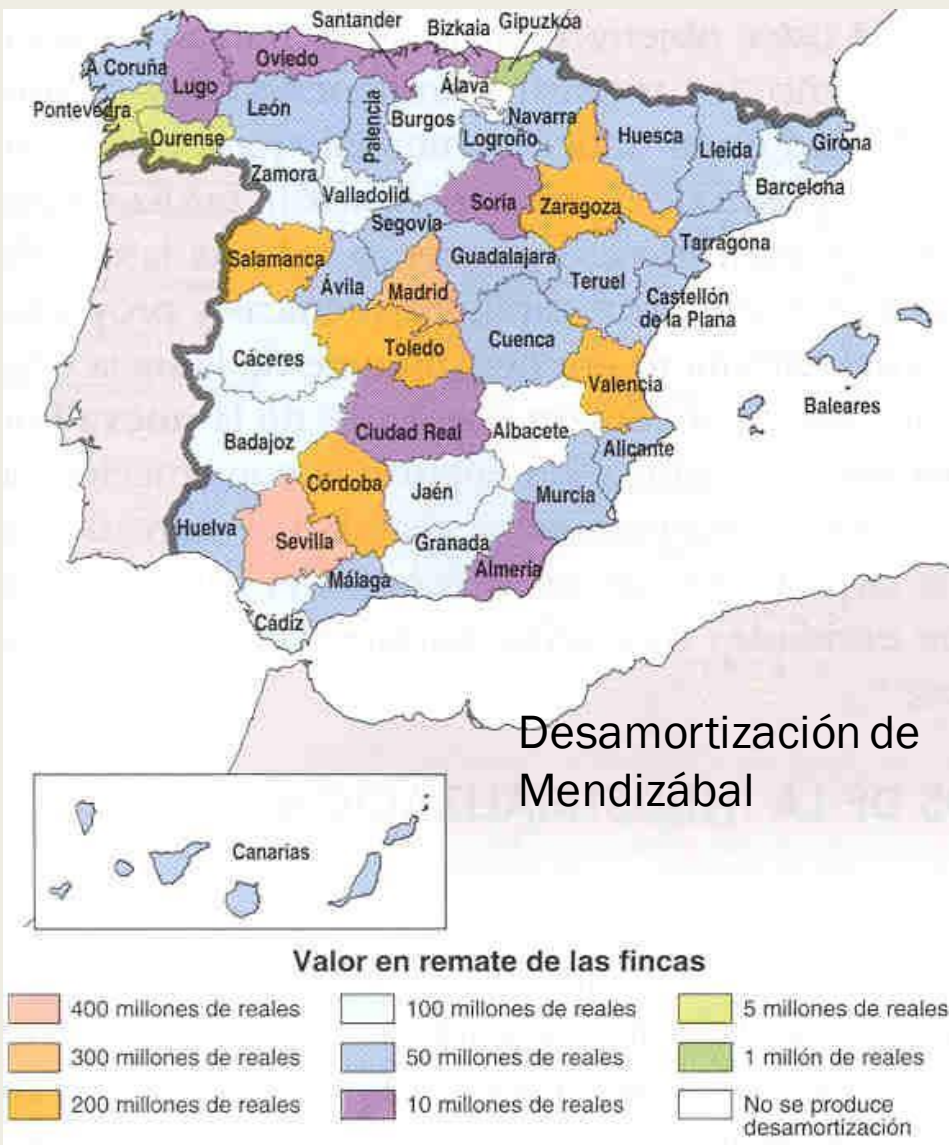 Santander
Bizkaia
Gipuzkoa
A Coruña
Lugo
Oviedo
Álava
Pontevedra
Ourense
León
Palencia
Burgos
Navarra
Logroño
Huesca
Lleida
Girona
Zamora
Valladolid
Soria
Zaragoza
Barcelona
Segovia
Tarragona
Salamanca
Guadalajara
Ávila
Madrid
Teruel
Castellón
de la Plana
Cáceres
Toledo
Cuenca
Valencia
Baleares
Badajoz
Ciudad Real
Albacete
Alicante
Córdoba
Jaén
Murcia
Huelva
Sevilla
Granada
Almería
Málaga
Cádiz
Desamortización de
Mendizábal
Canarias
Valor en remate de las fincas
400 millones de reales
100 millones de reales
5 millones de reales
300 millones de reales
50 millones de reales
1 millón de reales
200 millones de reales
10 millones de reales
No se produce
desamortización